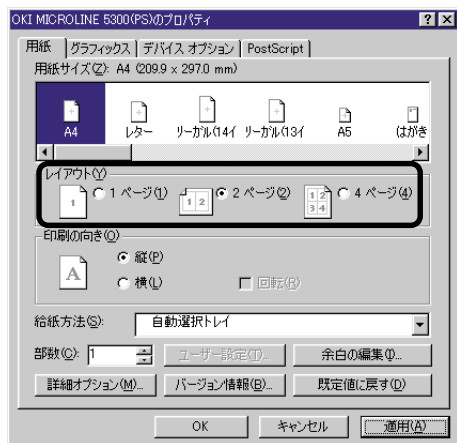 OKI MICROLINE 5300(PS)のプロパティ
用紙 グラフィックス デバイス オプション PostScript
用紙サイズ(Z): A4 (209.9 x 297.0 mm)
A4 レター リーガル(14イ リーガル(13イ A5 はがき
レイアウト(Y)
1 1 ページ(1) 1 2 2 ページ(2) 1 2 3 4 4 ページ(4)
印刷の向き(O)
A 縦(P)
横(L) 回転(R)
給紙方法(S): 自動選択トレイ
部数(C): 1 ユーザー設定(T)... 余白の編集(I)...
詳細オプション(M)... バージョン情報(B)... 既定値に戻す(D)
OK キャンセル 適用(A)